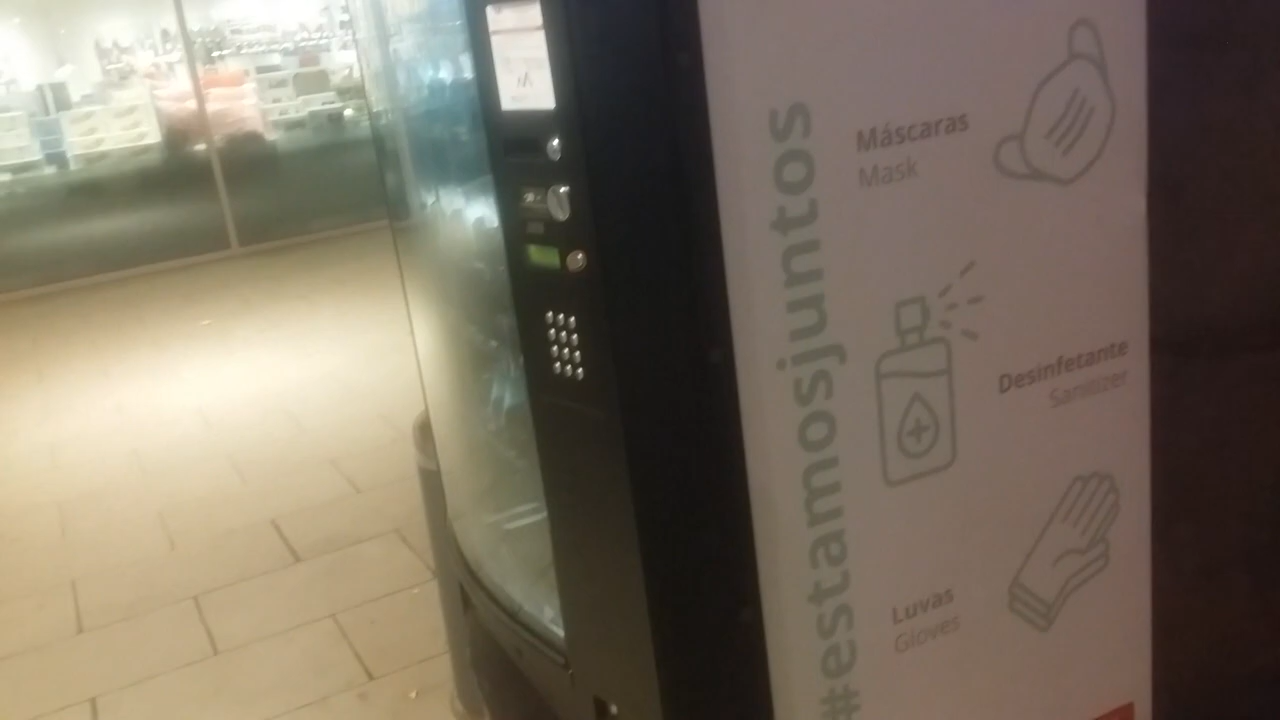 #estamosjuntos
Máscaras
Mask
Desinfetante
Sanitizer
Luvas
Gloves